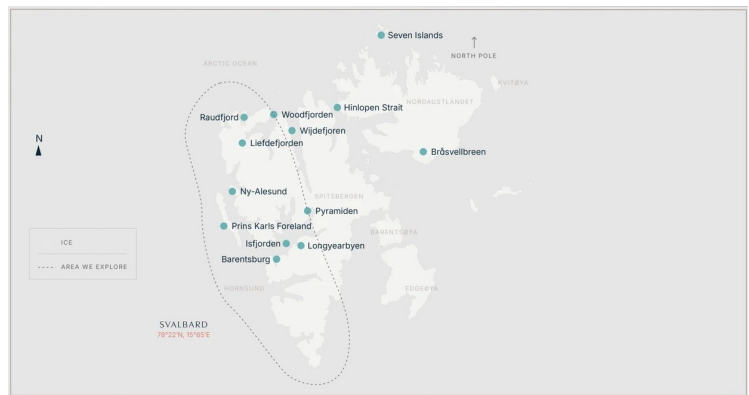 Seven Islands
↑
NORTH POLE
ARCTIC OCEAN
KVITØYA
NORDAUSTLANDET
Hinlopen Strait
Woodfjorden
Raudfjord
Wijdefjoren
Liefdefjorden
N
Bråsvellbreen
Ny-Alesund
SPITSBERGEN
Pyramiden
Prins Karls Foreland
BARENTSØYA
Isfjorden
Longyearbyen
ICE
Barentsburg
AREA WE EXPLORE
HORNSUND
EDGEØYA
SVALBARD
78°22'N, 15°65'E